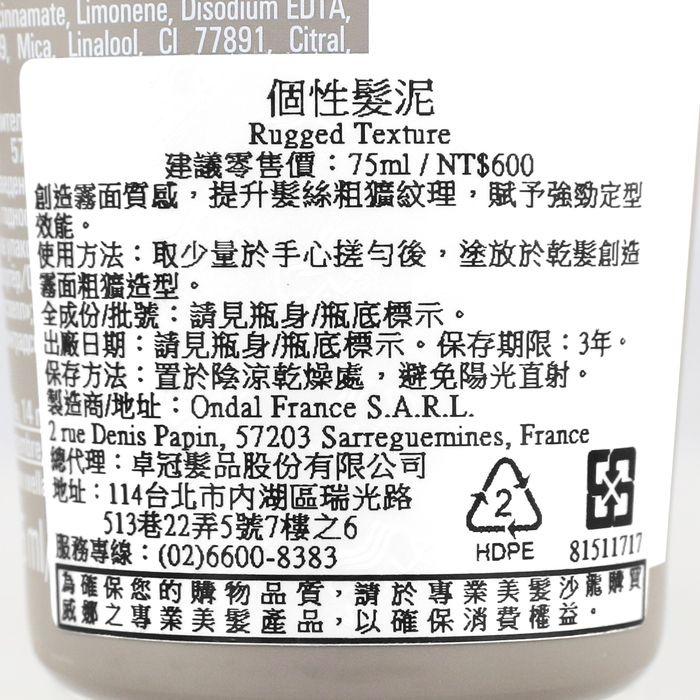 cinnamate, Limonene, Disodium EDTA,
9, Mica, Linalool, CI 77891, Citral,
個性髮泥
Rugged Texture
建議零售價：75ml / NT$600
創造霧面質感，提升髮絲粗獷紋理，賦予強勁定型
效能。
使用方法：取少量於手心搓勻後，塗放於乾髮創造
霧面粗獷造型。
全成份/批號：請見瓶身/瓶底標示。
出廠日期：請見瓶身/瓶底標示。保存期限：3年。
保存方法：置於陰涼乾燥處，避免陽光直射。
製造商/地址：Ondal France S.A.R.L.
2 rue Denis Papin, 57203 Sarreguemines, France
總代理：卓冠髮品股份有限公司
地址：114台北市內湖區瑞光路
513巷22弄5號7樓之6
服務專線：(02)6600-8383
2
HDPE
81511717
為確保您的購物品質，請於專業美髮沙龍購買
威娜之專業美髮產品，以確保消費權益。